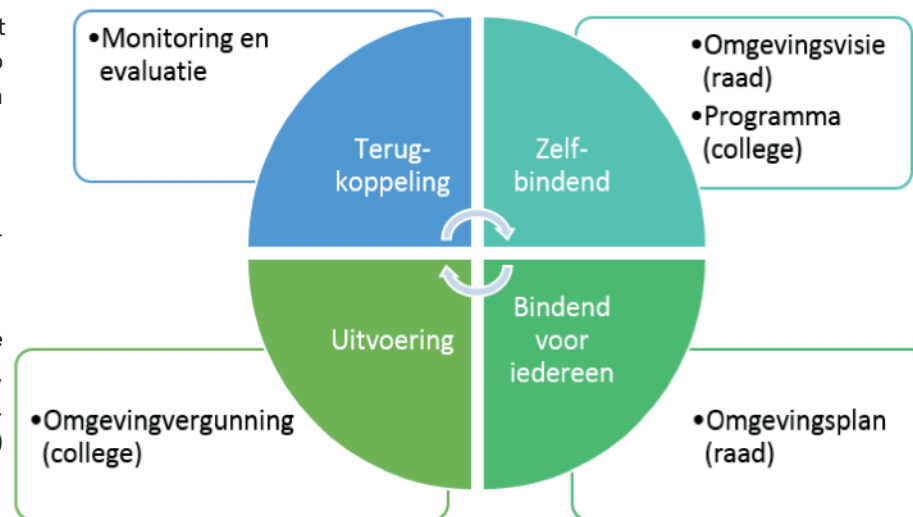 •Monitoring en
evaluatie
Terug-
koppeling
Zelf-
bindend
•Omgevingsvisie
(raad)
•Programma
(college)
Uitvoering
Bindend
voor
iedereen
•Omgevingvergunning
(college)
•Omgevingsplan
(raad)